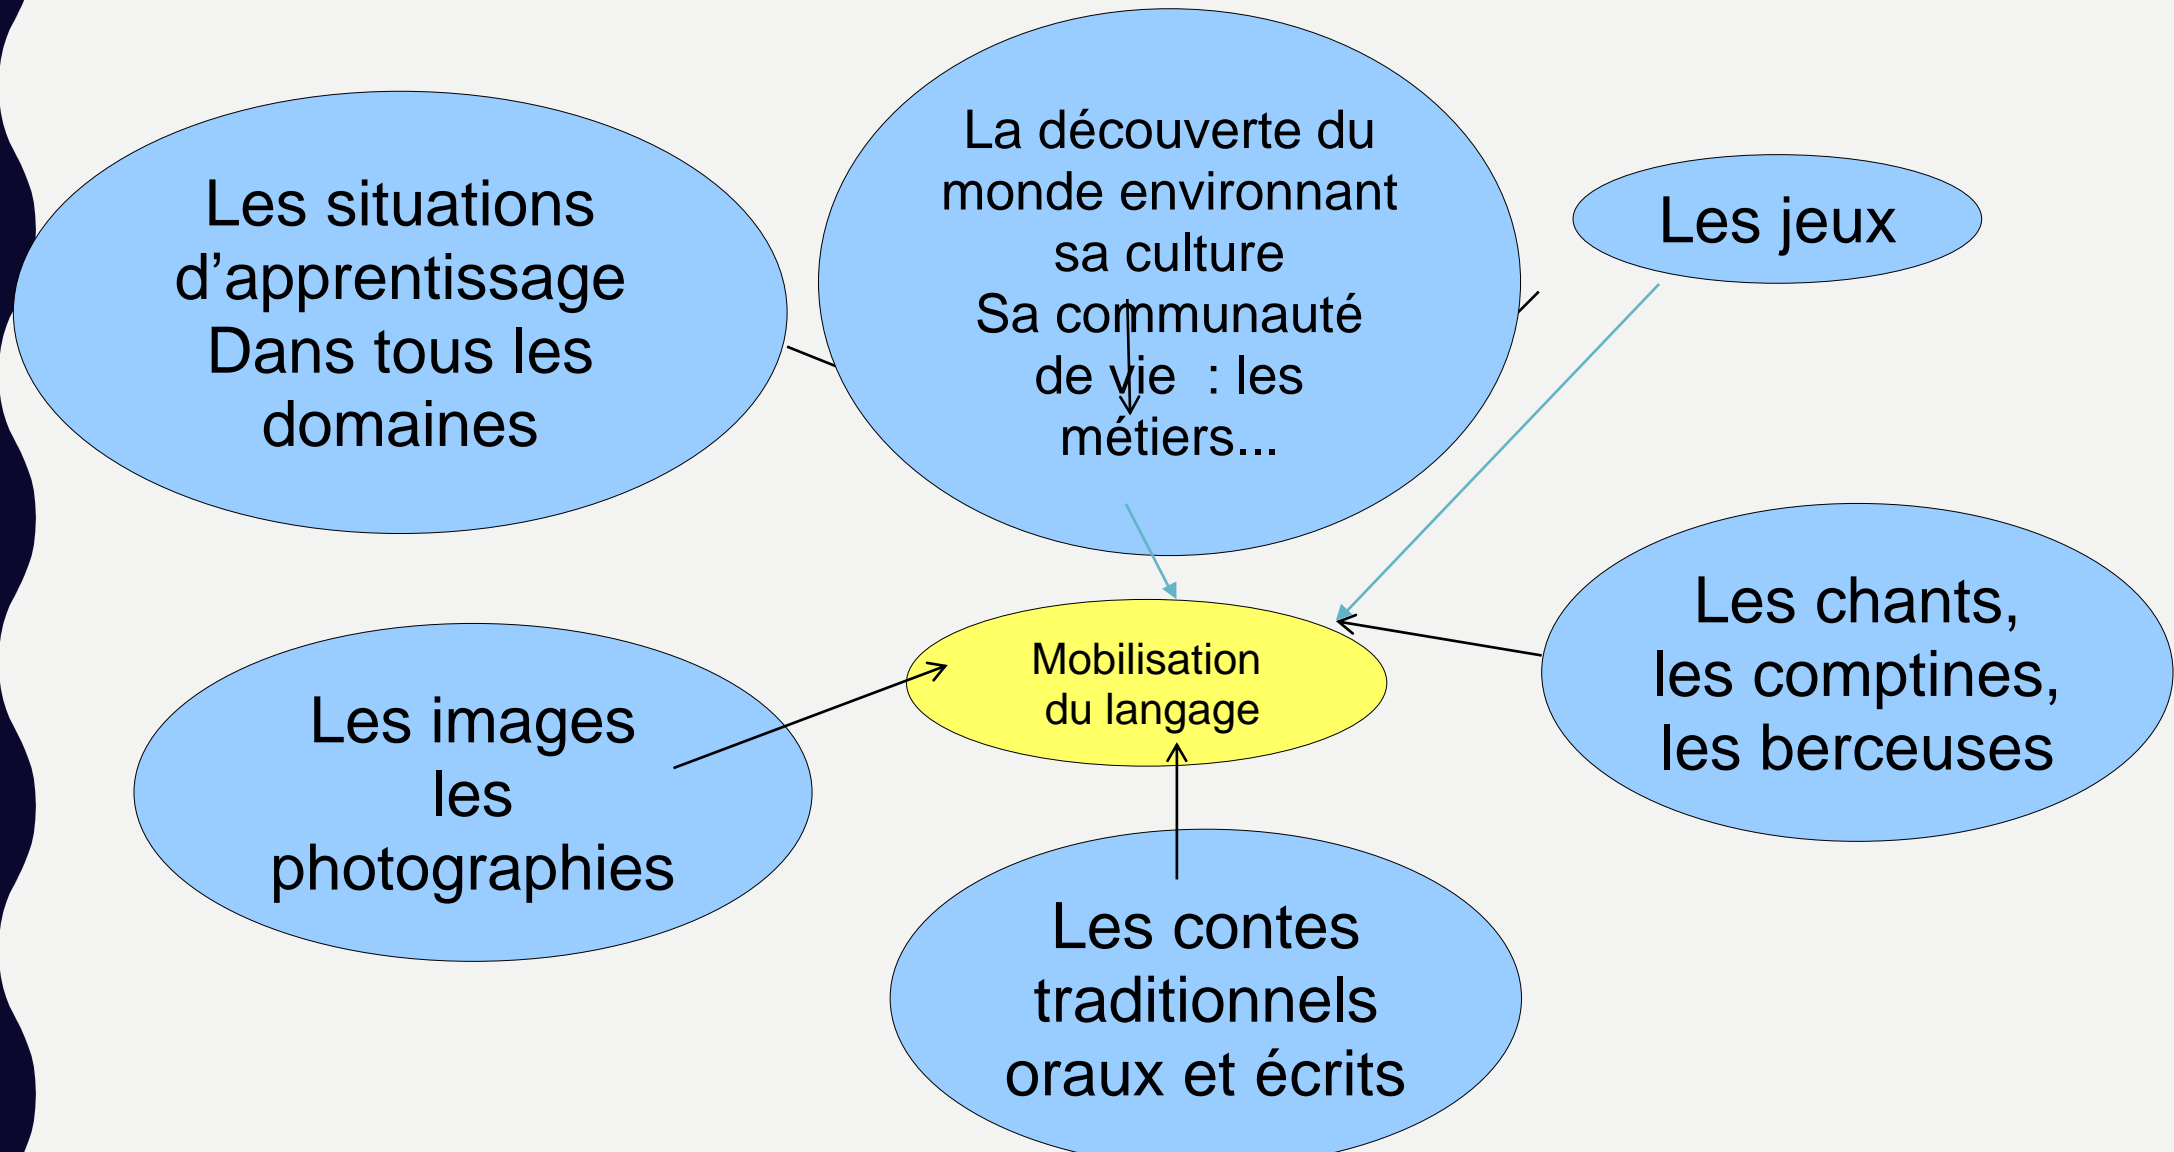 Les situations
d’apprentissage
Dans tous les
domaines
La découverte du
monde environnant
sa culture
Sa communauté
de vie  : les
métiers...
Les jeux
Mobilisation
du langage
Les chants,
les comptines,
les berceuses
Les images
les
photographies
Les contes
traditionnels
oraux et écrits